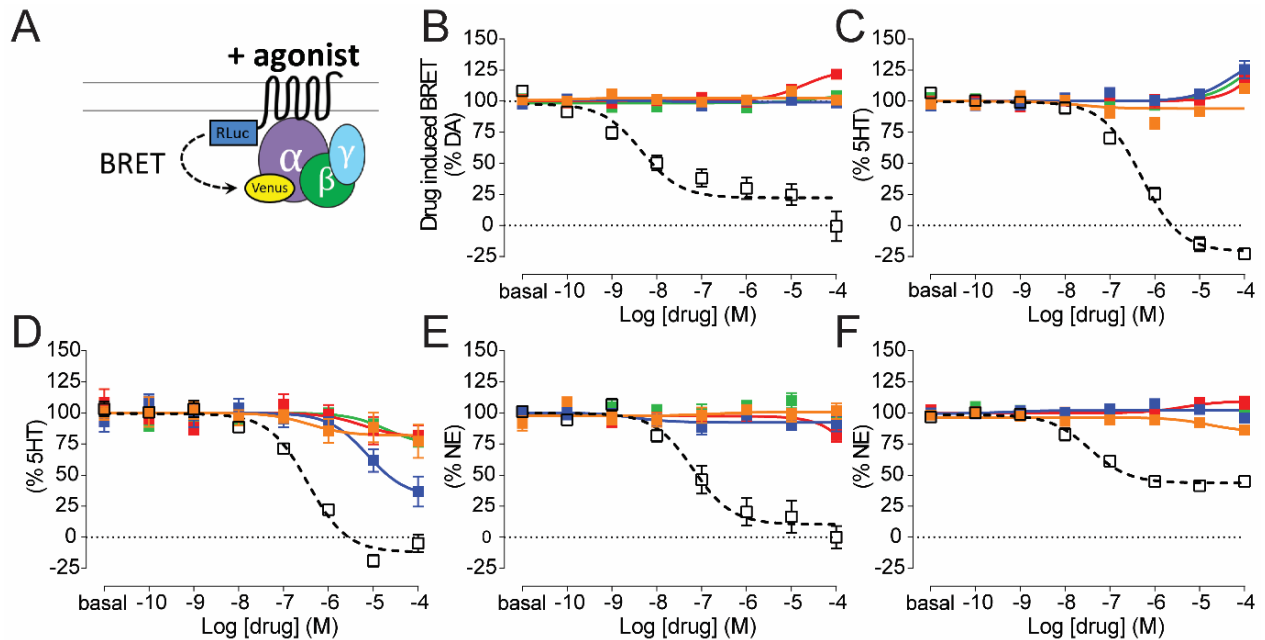 A
+ agonist
RLuc
BRET
α
β
γ
Venus
B
Drug induced BRET
(% DA)
150
125
100
75
50
25
0
-25
basal -10 -9 -8 -7 -6 -5 -4
Log [drug] (M)
C
(% 5HT)
150
125
100
75
50
25
0
-25
basal -10 -9 -8 -7 -6 -5 -4
Log [drug] (M)
D
(% 5HT)
150
125
100
75
50
25
0
-25
basal -10 -9 -8 -7 -6 -5 -4
Log [drug] (M)
E
(% NE)
150
125
100
75
50
25
0
-25
basal -10 -9 -8 -7 -6 -5 -4
Log [drug] (M)
F
(% NE)
150
125
100
75
50
25
0
-25
basal -10 -9 -8 -7 -6 -5 -4
Log [drug] (M)